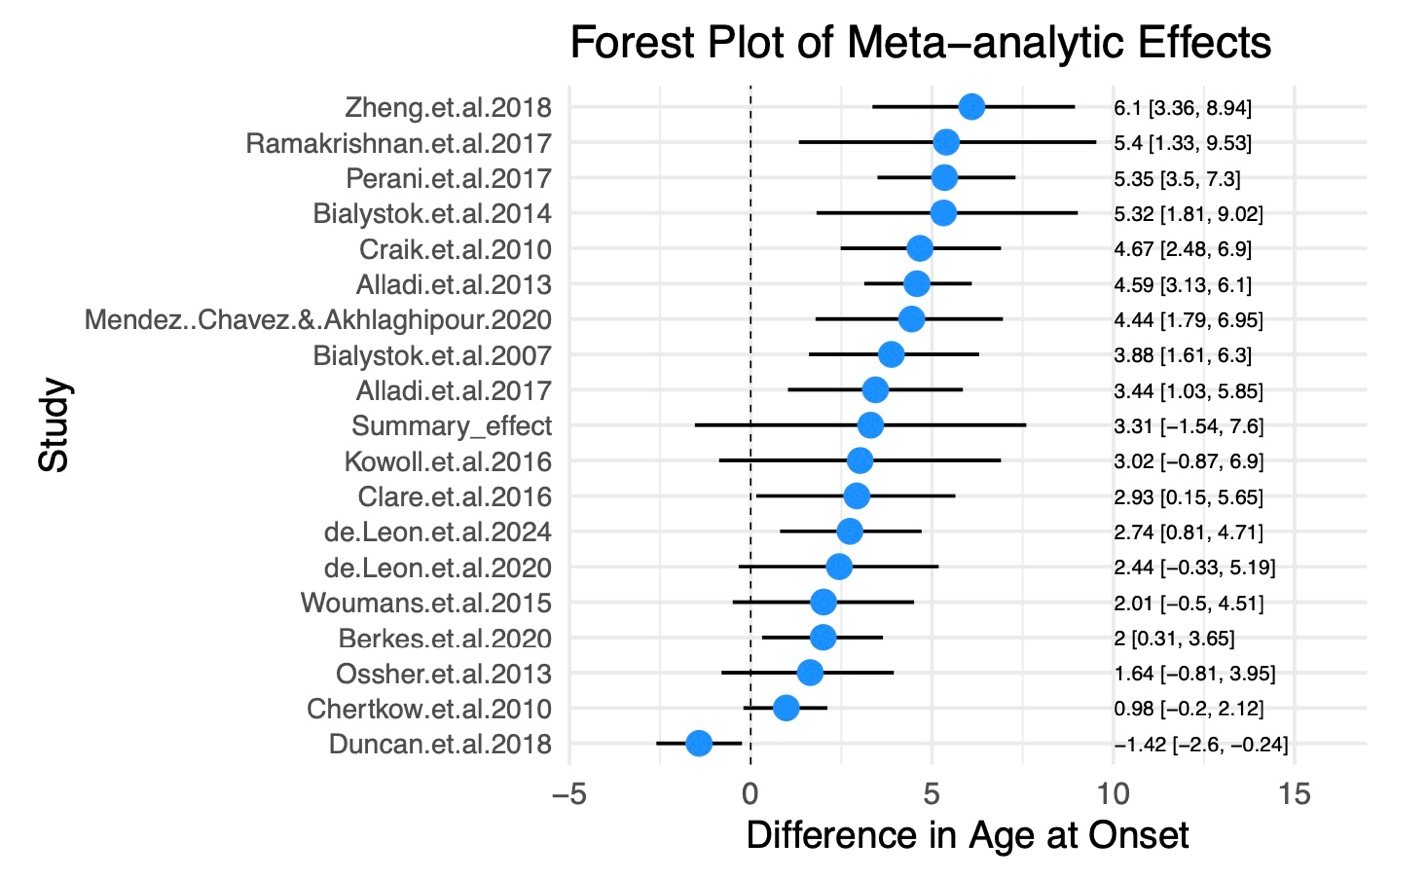 Forest Plot of Meta−analytic Effects
Zheng.et.al.2018 6.1 [3.36, 8.94]
Ramakrishnan.et.al.2017 5.4 [1.33, 9.53]
Perani.et.al.2017 5.35 [3.5, 7.3]
Bialystok.et.al.2014 5.32 [1.81, 9.02]
Craik.et.al.2010 4.67 [2.48, 6.9]
Alladi.et.al.2013 4.59 [3.13, 6.1]
Mendez..Chavez.&.Akhlaghipour.2020 4.44 [1.79, 6.95]
Bialystok.et.al.2007 3.88 [1.61, 6.3]
Alladi.et.al.2017 3.44 [1.03, 5.85]
Summary_effect 3.31 [−1.54, 7.6]
Kowoll.et.al.2016 3.02 [−0.87, 6.9]
Clare.et.al.2016 2.93 [0.15, 5.65]
de.Leon.et.al.2024 2.74 [0.81, 4.71]
de.Leon.et.al.2020 2.44 [−0.33, 5.19]
Woumans.et.al.2015 2.01 [−0.5, 4.51]
Berkes.et.al.2020 2 [0.31, 3.65]
Ossher.et.al.2013 1.64 [−0.81, 3.95]
Chertkow.et.al.2010 0.98 [−0.2, 2.12]
Duncan.et.al.2018 −1.42 [−2.6, −0.24]
Study
−5 0 5 10 15
Difference in Age at Onset